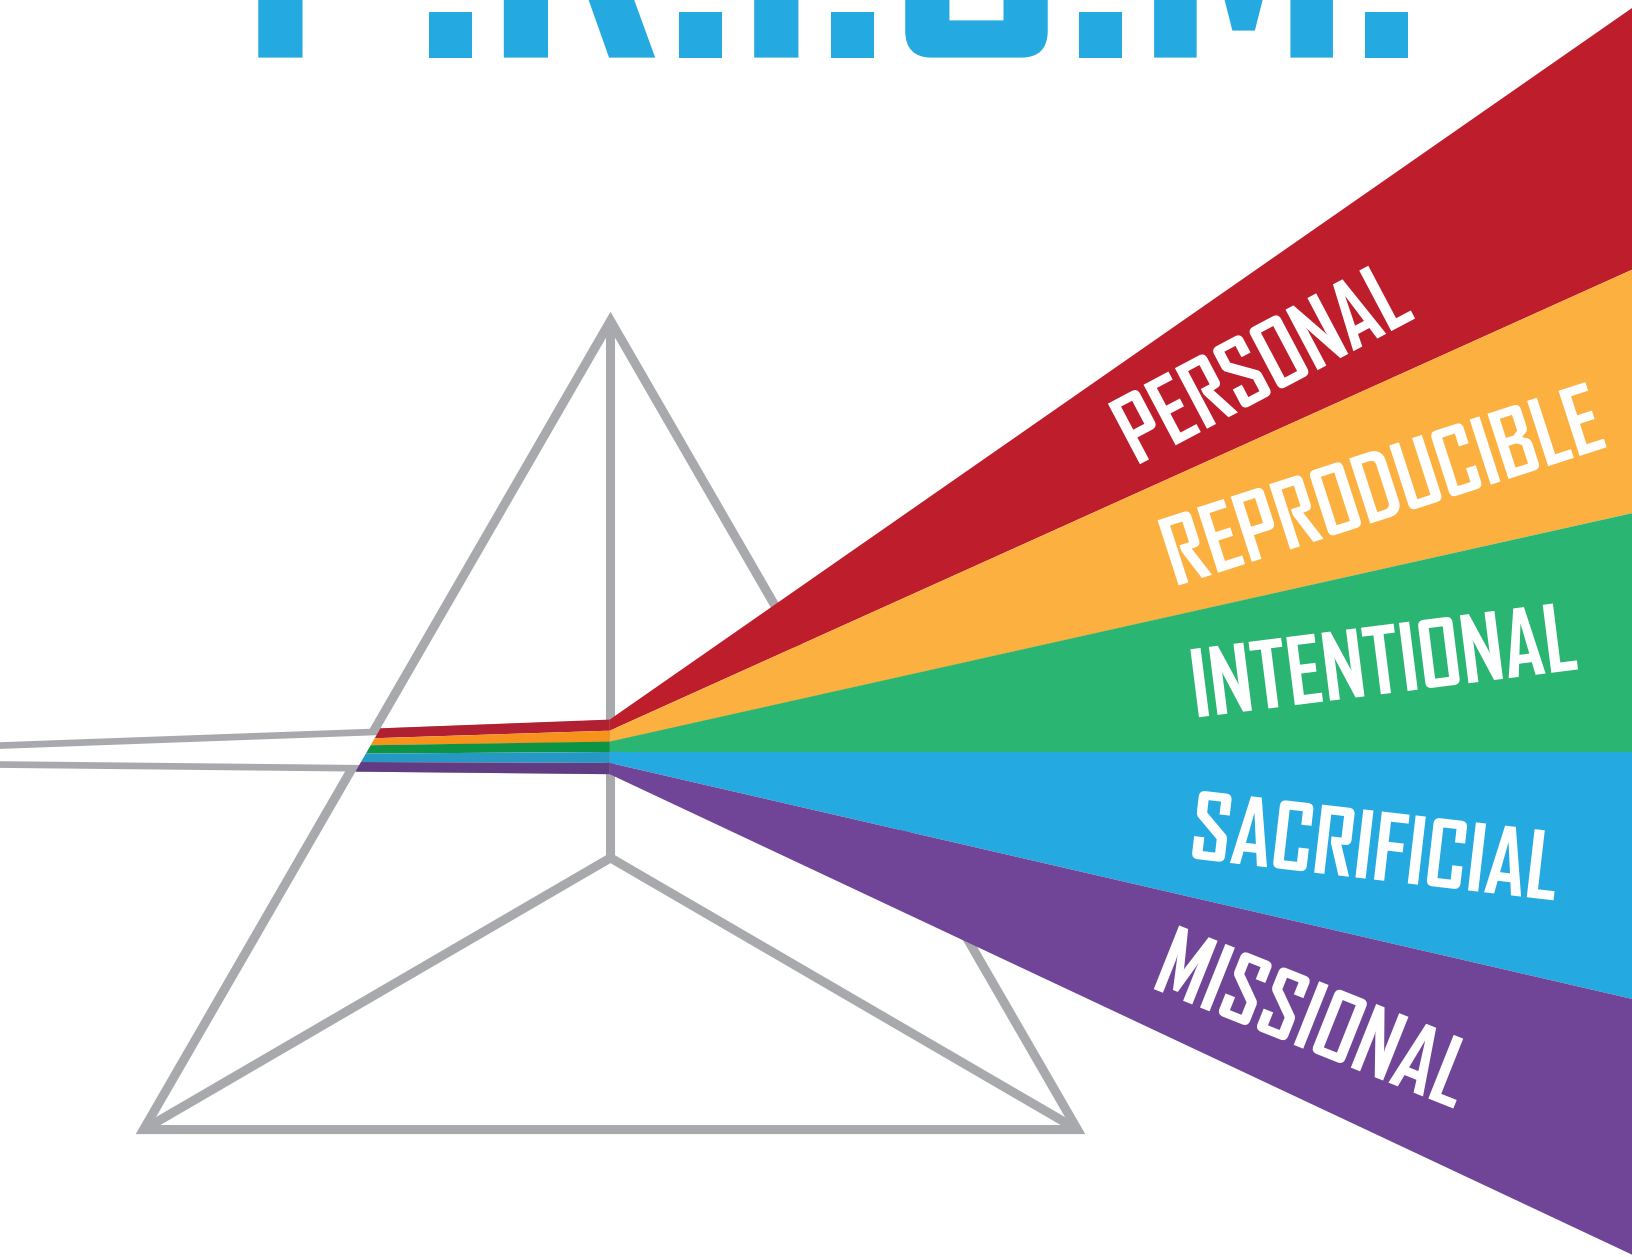 P.R.I.S.M.
PERSONAL
REPRODUCIBLE
INTENTIONAL
SACRIFICIAL
MISSIONAL